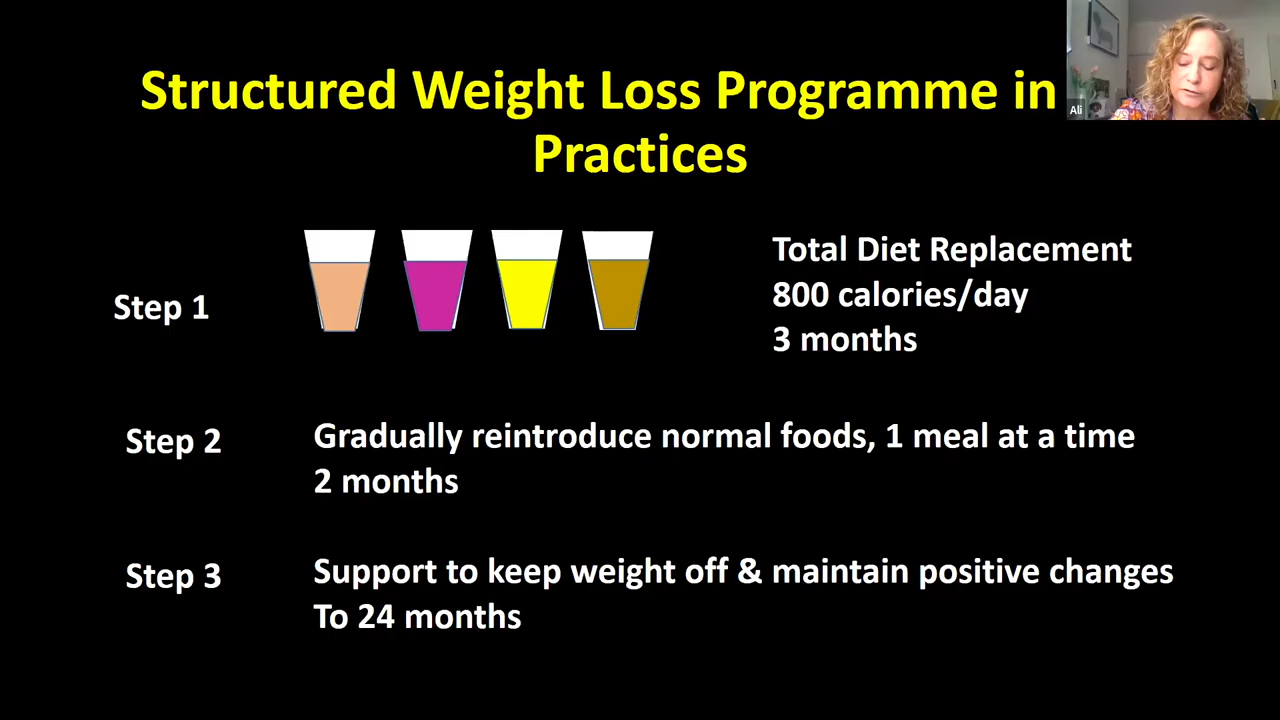 Structured Weight Loss Programme in
Practices
Ali
Step 1
Total Diet Replacement
800 calories/day
3 months
Step 2
Gradually reintroduce normal foods, 1 meal at a time
2 months
Step 3
Support to keep weight off & maintain positive changes
To 24 months